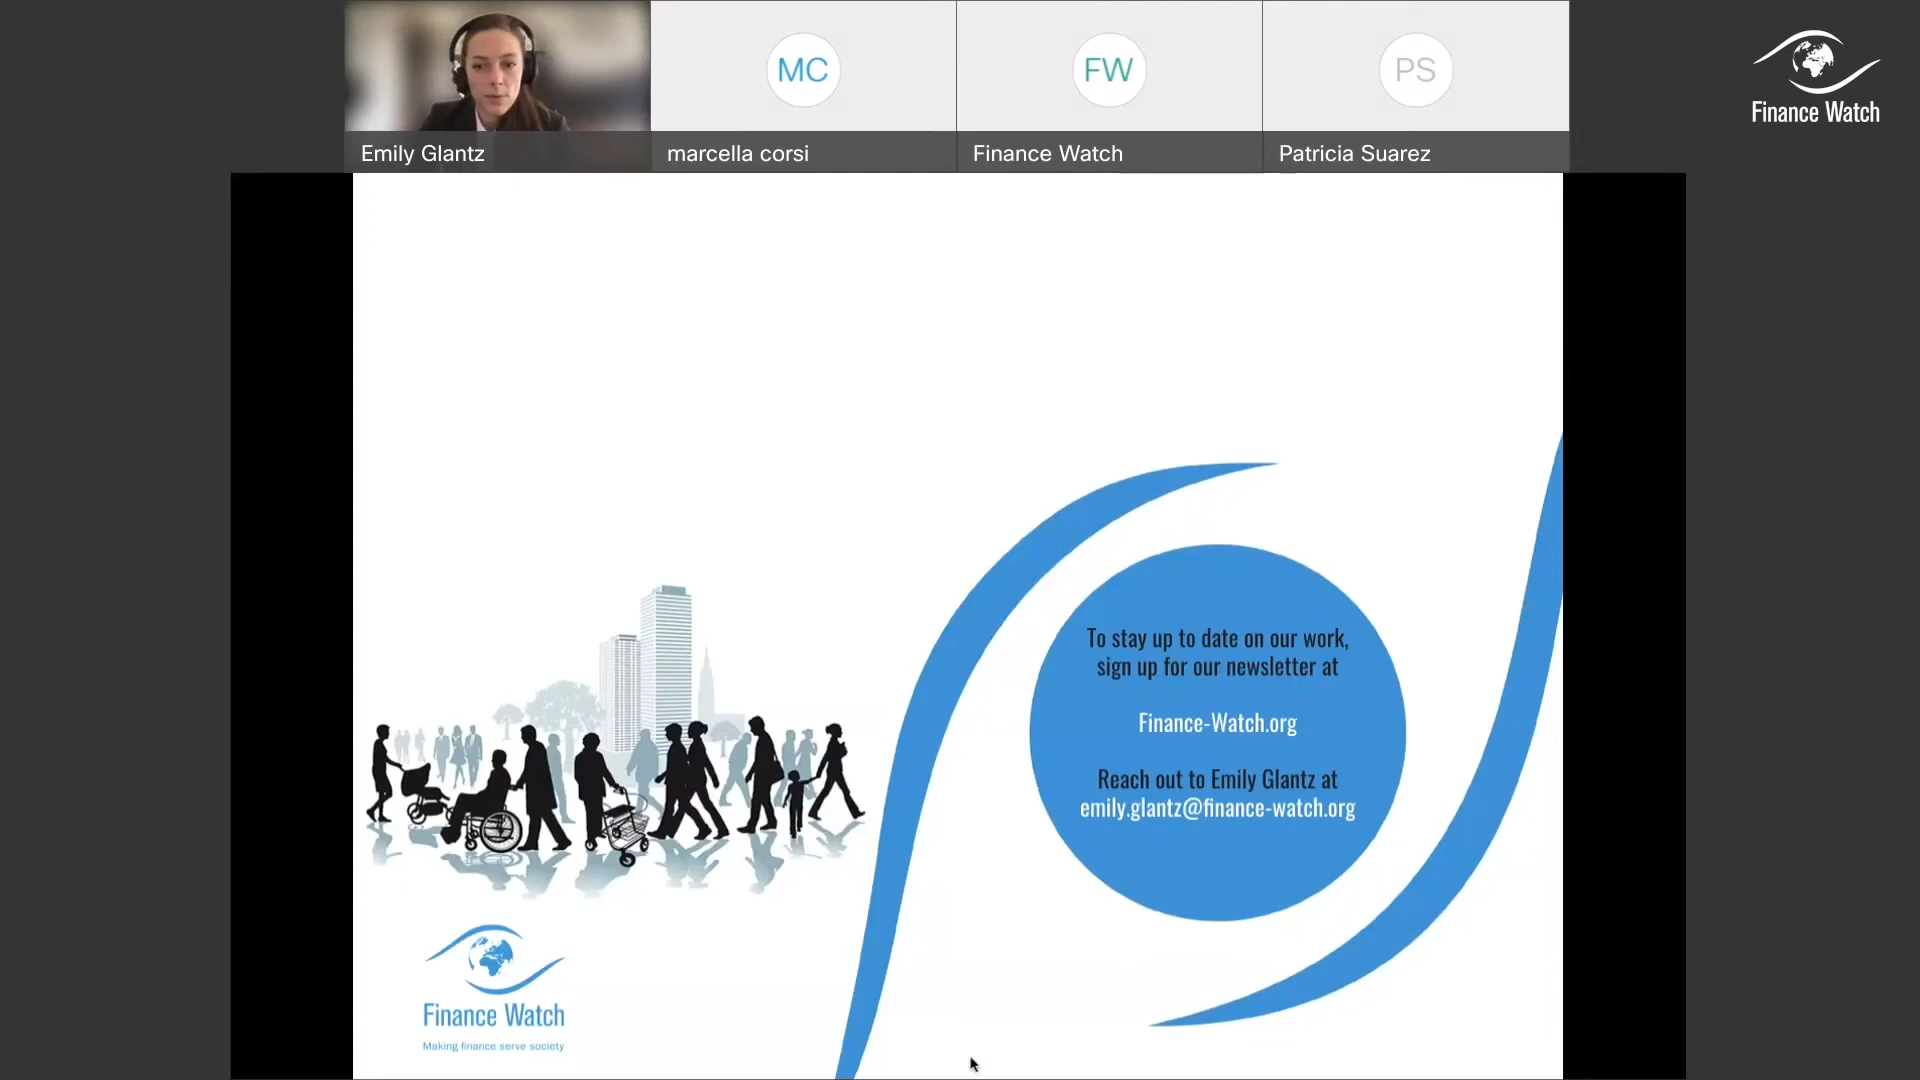 MC
FW
PS
Emily Glantz
marcella corsi
Finance Watch
Patricia Suarez
Finance Watch
To stay up to date on our work,
sign up for our newsletter at
Finance-Watch.org
Reach out to Emily Glantz at
emily.glantz@finance-watch.org
Finance Watch
Making finance serve society